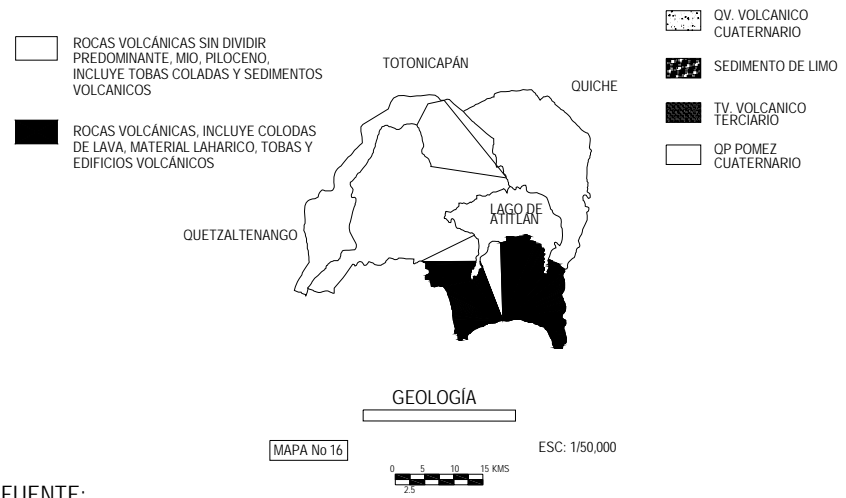 ROCAS VOLCÁNICAS SIN DIVIDIR
PREDOMINANTE, MIO, PILOCENO,
INCLUYE TOBAS COLADAS Y SEDIMENTOS
VOLCANICOS
ROCAS VOLCÁNICAS, INCLUYE COLODAS
DE LAVA, MATERIAL LAHARICO, TOBAS Y
EDIFICIOS VOLCÁNICOS
TOTONICAPÁN
QUICHE
QUETZALTENANGO
LAGO DE
ATITLÁN
QV. VOLCANICO
CUATERNARIO
SEDIMENTO DE LIMO
TV. VOLCANICO
TERCIARIO
QP POMEZ
CUATERNARIO
GEOLOGÍA
MAPA No 16
ESC: 1/50,000
0 5 10 15 KMS
2.5
FUENTE: